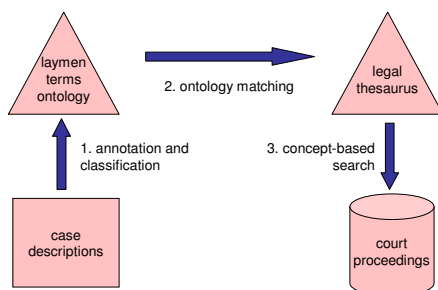 laymen
terms
ontology
2. ontology matching
legal
thesaurus
1. annotation and
classification
3. concept-based
search
case
descriptions
court
proceedings